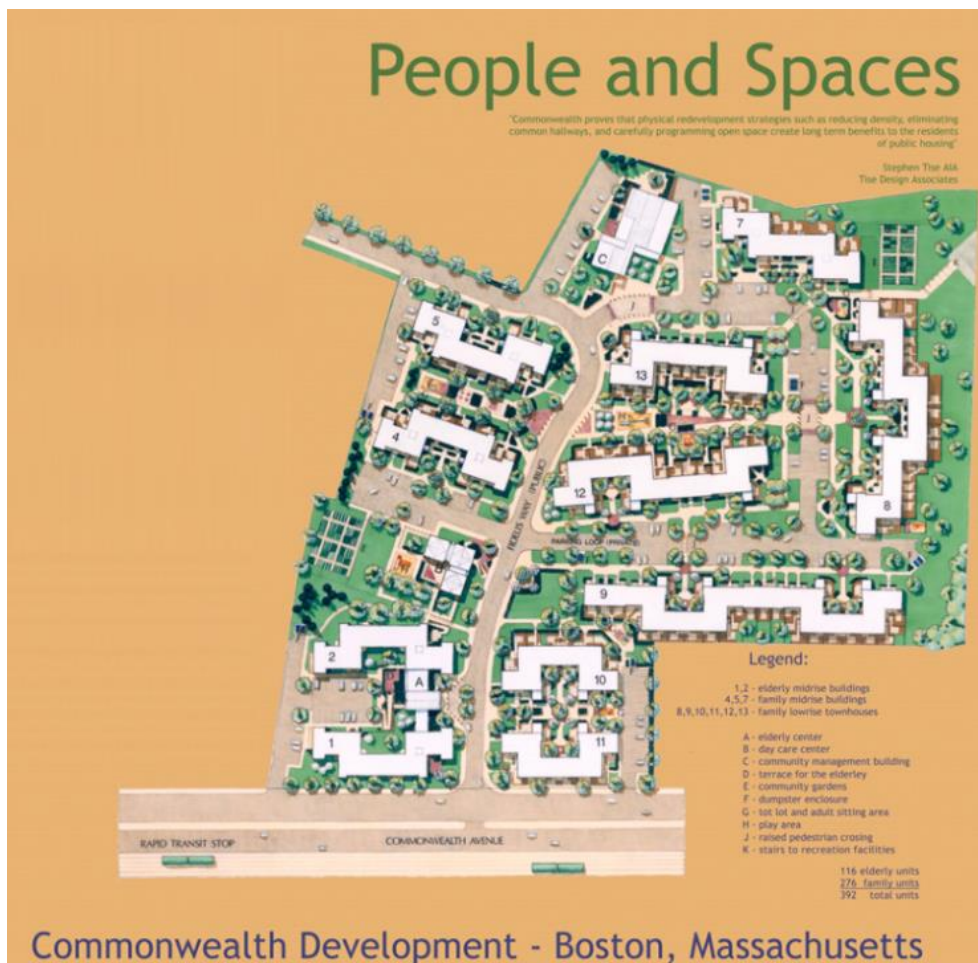 People and Spaces
"Commonwealth proves that physical redevelopment strategies such as reducing density, eliminating
common hallways, and carefully programming open space create long term benefits to the residents
of public housing"
Stephen Tise AIA
Tise Design Associates
7
C
J
5
13
4
J
12
8
FIDELIS WAY (PUBLIC)
PARKING LOOP (PRIVATE)
9
2
A
10
1
11
Legend:
1,2 - elderly midrise buildings
4,5,7 - family midrise buildings
8,9,10,11,12,13 - family lowrise townhouses
A - elderly center
B - day care center
C - community management building
D - terrace for the elderley
E - community gardens
F - dumpster enclosure
G - tot lot and adult sitting area
H - play area
J - raised pedestrian crosing
K - stairs to recreation facilities
116 elderly units
276 family units
392 total units
RAPID TRANSIT STOP
COMMONWEALTH AVENUE
Commonwealth Development - Boston, Massachusetts